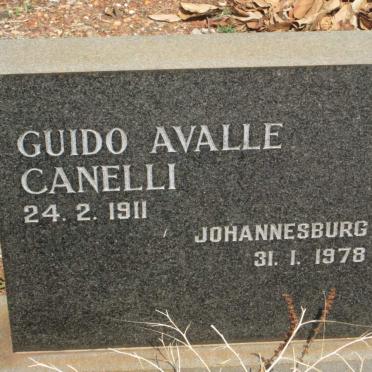 GUIDO AVALLE
CANELLI
24. 2. 1911
JOHANNESBURG
31. 1. 1978